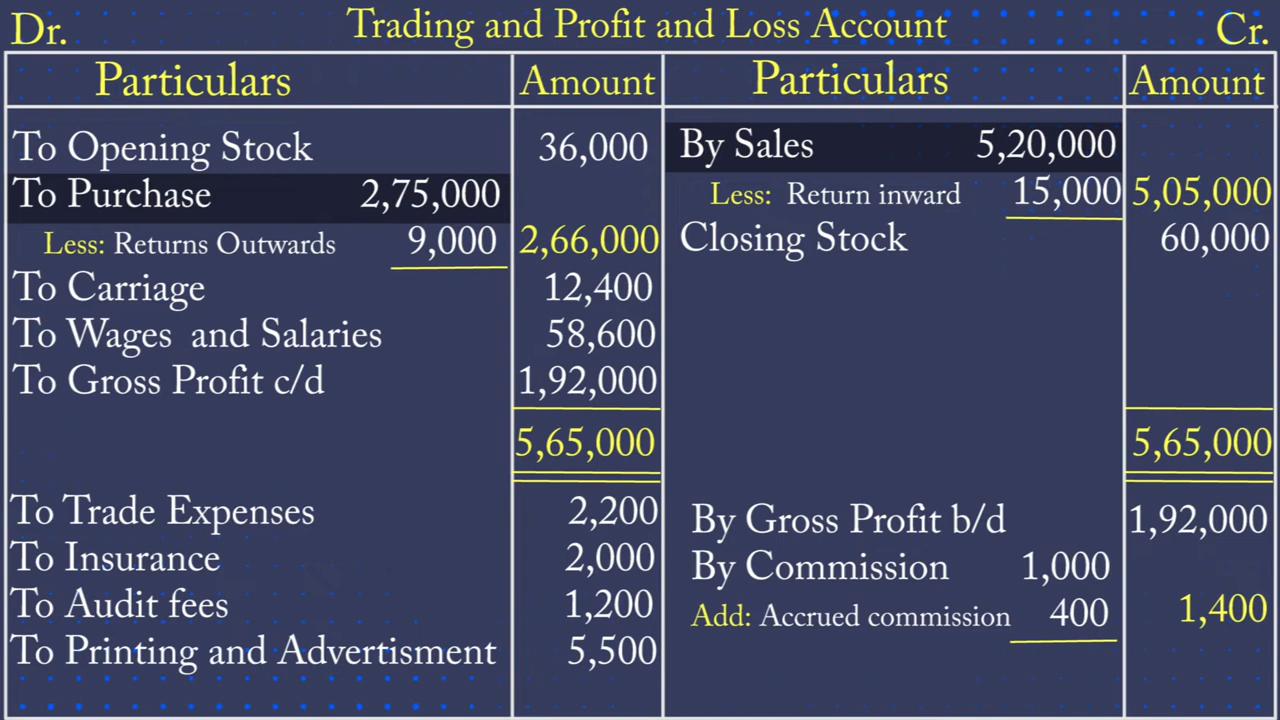 Trading and Profit and Loss Account
Dr. Cr.
Particulars Amount Particulars Amount
To Opening Stock 36,000 By Sales 5,20,000
To Purchase 2,75,000 Less: Return inward 15,000 5,05,000
Less: Returns Outwards 9,000 2,66,000 Closing Stock 60,000
To Carriage 12,400
To Wages and Salaries 58,600
To Gross Profit c/d 1,92,000
5,65,000 5,65,000
To Trade Expenses 2,200 By Gross Profit b/d 1,92,000
To Insurance 2,000 By Commission 1,000
To Audit fees 1,200 Add: Accrued commission 400 1,400
To Printing and Advertisment 5,500